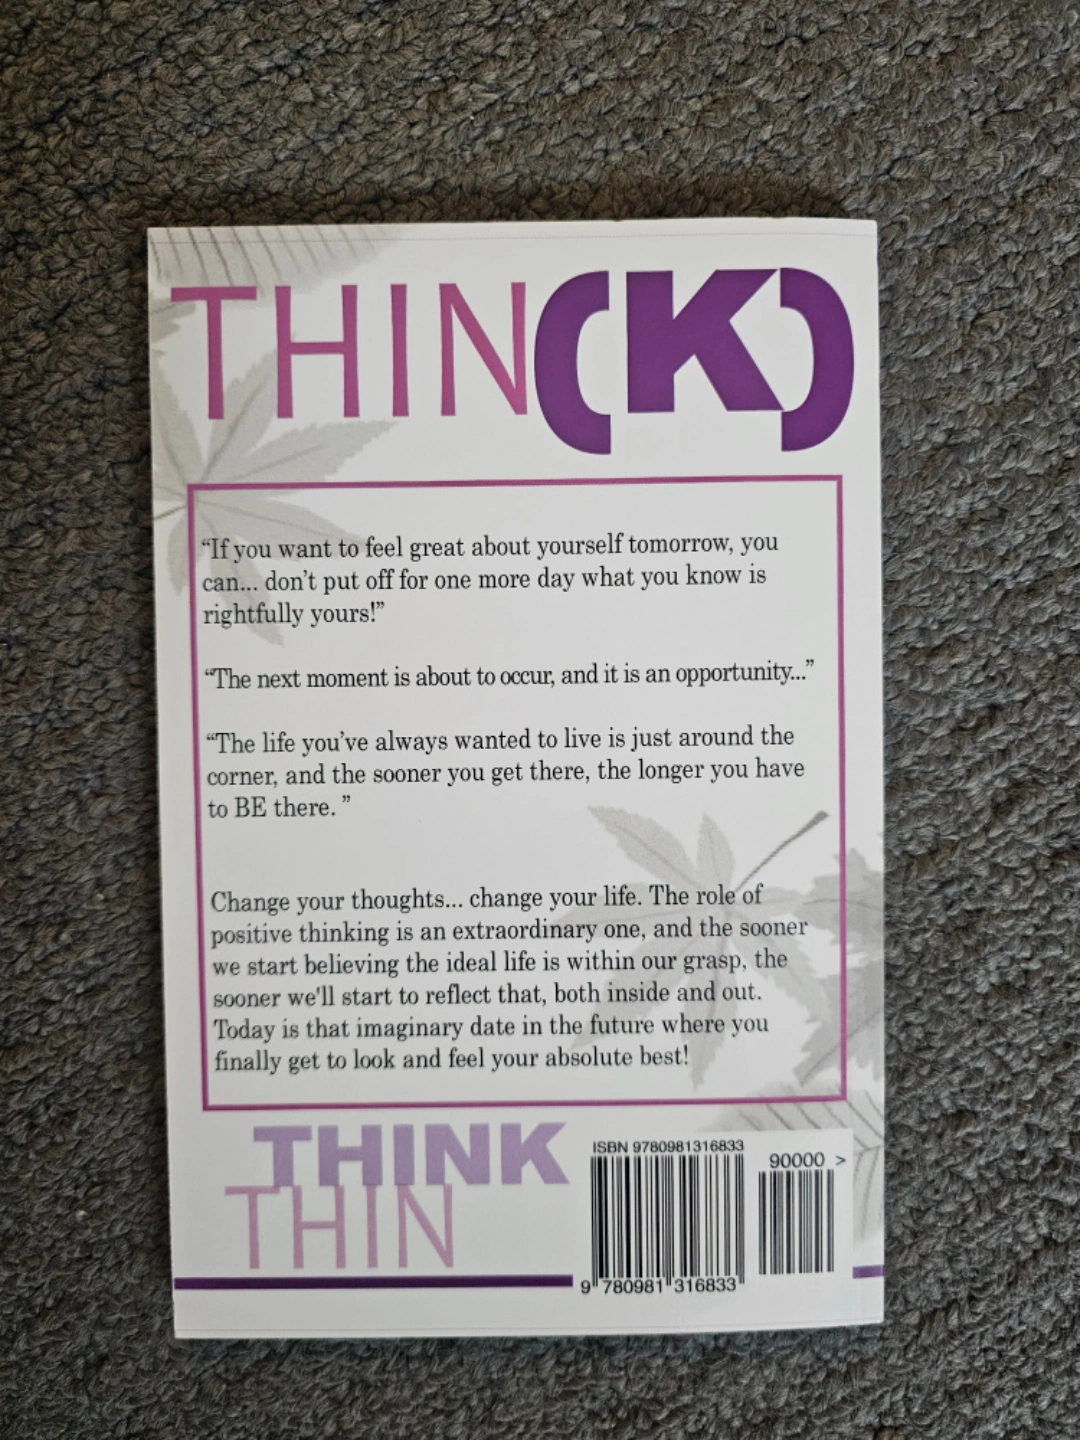 THIN(K)
“If you want to feel great about yourself tomorrow, you
can... don’t put off for one more day what you know is
rightfully yours!”
“The next moment is about to occur, and it is an opportunity...”
“The life you’ve always wanted to live is just around the
corner, and the sooner you get there, the longer you have
to BE there. ”
Change your thoughts... change your life. The role of
positive thinking is an extraordinary one, and the sooner
we start believing the ideal life is within our grasp, the
sooner we'll start to reflect that, both inside and out.
Today is that imaginary date in the future where you
finally get to look and feel your absolute best!
THINK
THIN
ISBN 9780981316833
90000 >
9 780981 316833